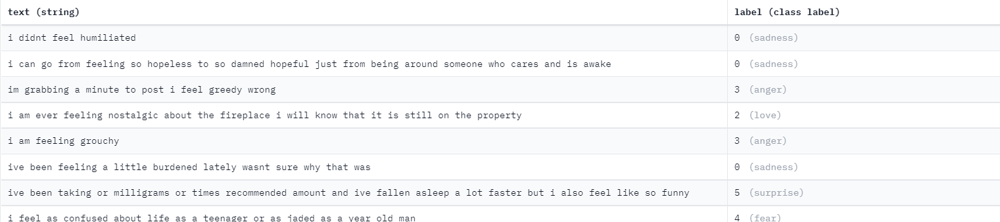 text (string) label (class label)
i didnt feel humiliated 0 (sadness)
i can go from feeling so hopeless to so damned hopeful just from being around someone who cares and is awake 0 (sadness)
im grabbing a minute to post i feel greedy wrong 3 (anger)
i am ever feeling nostalgic about the fireplace i will know that it is still on the property 2 (love)
i am feeling grouchy 3 (anger)
ive been feeling a little burdened lately wasnt sure why that was 0 (sadness)
ive been taking or milligrams or times recommended amount and ive fallen asleep a lot faster but i also feel like so funny 5 (surprise)
i feel as confused about life as a teenager or as jaded as a year old man 4 (fear)